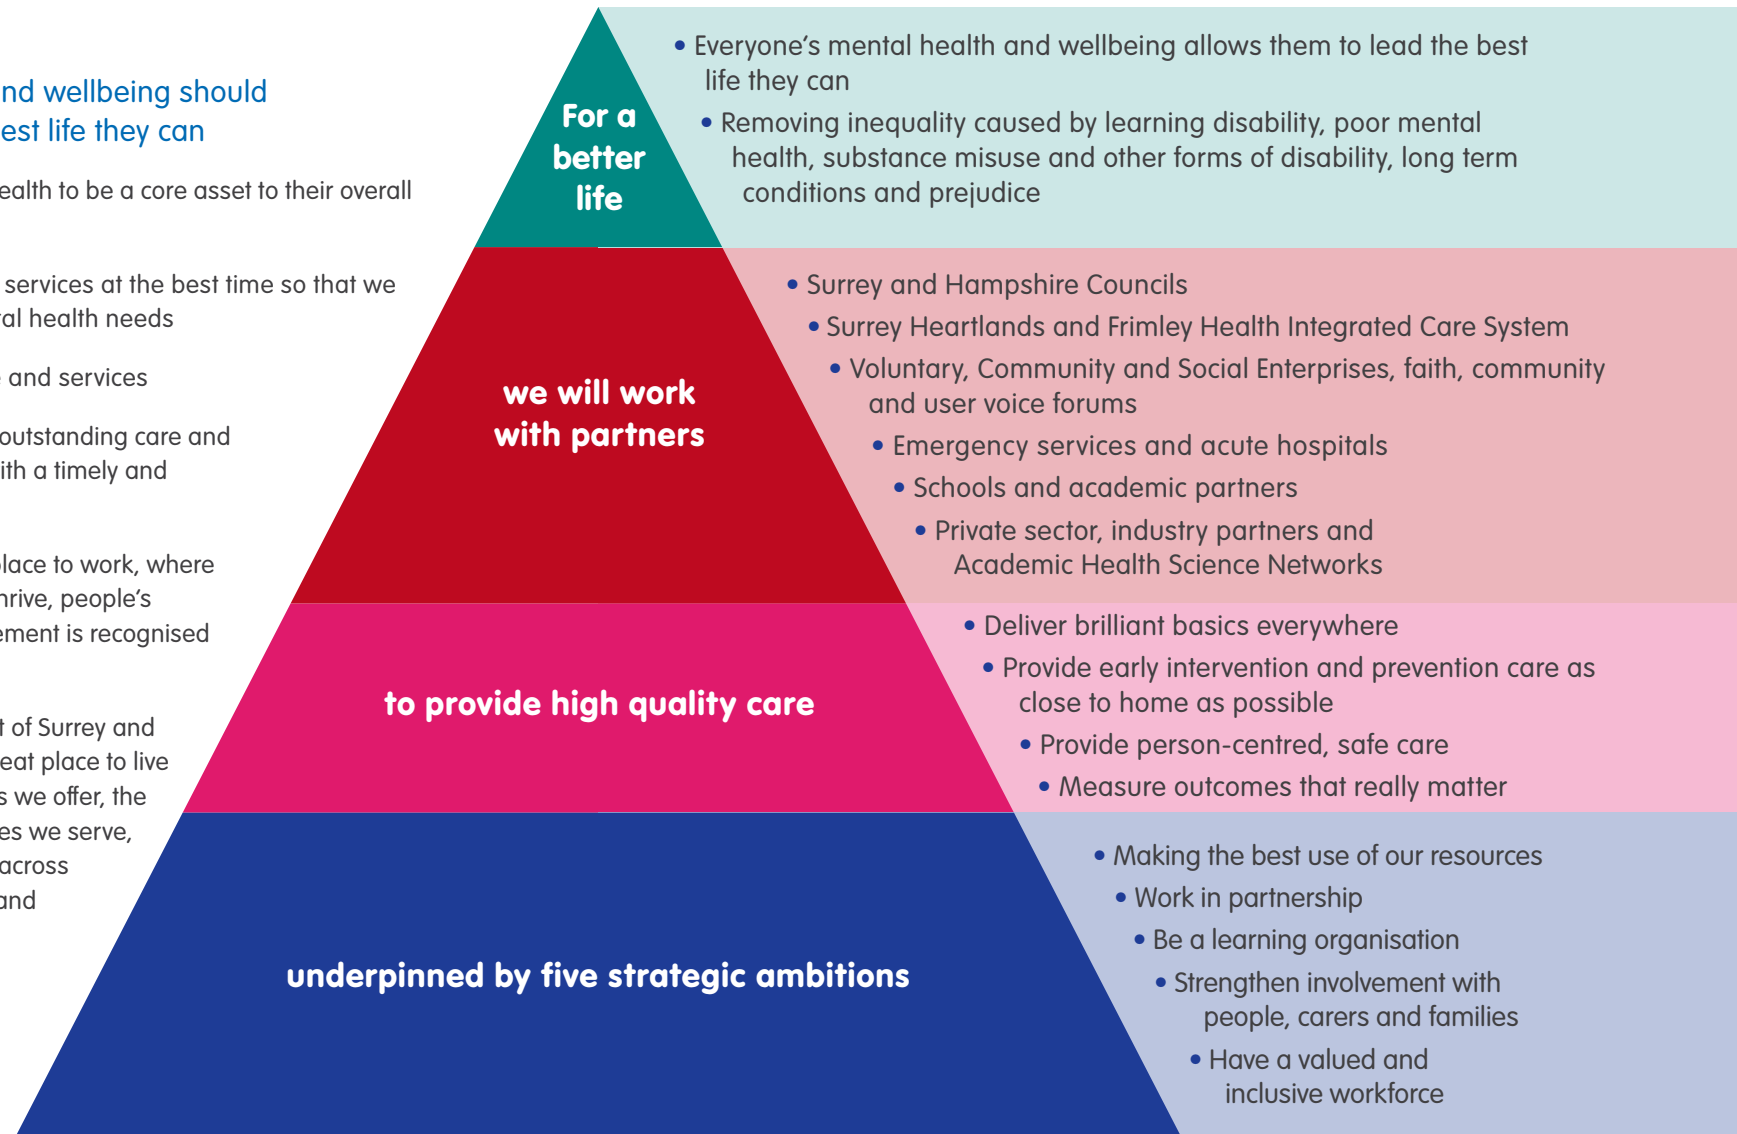 nd wellbeing should
est life they can
ealth to be a core asset to their overall
services at the best time so that we
al health needs
and services
outstanding care and
ith a timely and
place to work, where
hrive, people's
ement is recognised
t of Surrey and
eat place to live
s we offer, the
es we serve,
across
and
For a
better
life
• Everyone's mental health and wellbeing allows them to lead the best
life they can
• Removing inequality caused by learning disability, poor mental
health, substance misuse and other forms of disability, long term
conditions and prejudice
we will work
with partners
• Surrey and Hampshire Councils
• Surrey Heartlands and Frimley Health Integrated Care System
• Voluntary, Community and Social Enterprises, faith, community
and user voice forums
• Emergency services and acute hospitals
• Schools and academic partners
• Private sector, industry partners and
Academic Health Science Networks
to provide high quality care
• Deliver brilliant basics everywhere
• Provide early intervention and prevention care as
close to home as possible
• Provide person-centred, safe care
• Measure outcomes that really matter
underpinned by five strategic ambitions
• Making the best use of our resources
• Work in partnership
• Be a learning organisation
• Strengthen involvement with
people, carers and families
• Have a valued and
inclusive workforce